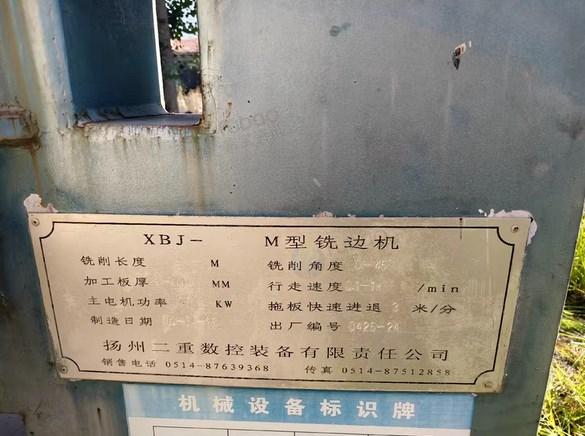 XBJ- M型铣边机
铣削长度 M 铣削角度
加工板厚 MM 行走速度 /min
主电机功率 KW 拖板快速进退 3 米/分
制造日期 出厂编号 0425-24
扬州二重数控装备有限责任公司
销售电话 0514-87639368 传真 0514-87512858
机械设备标识牌